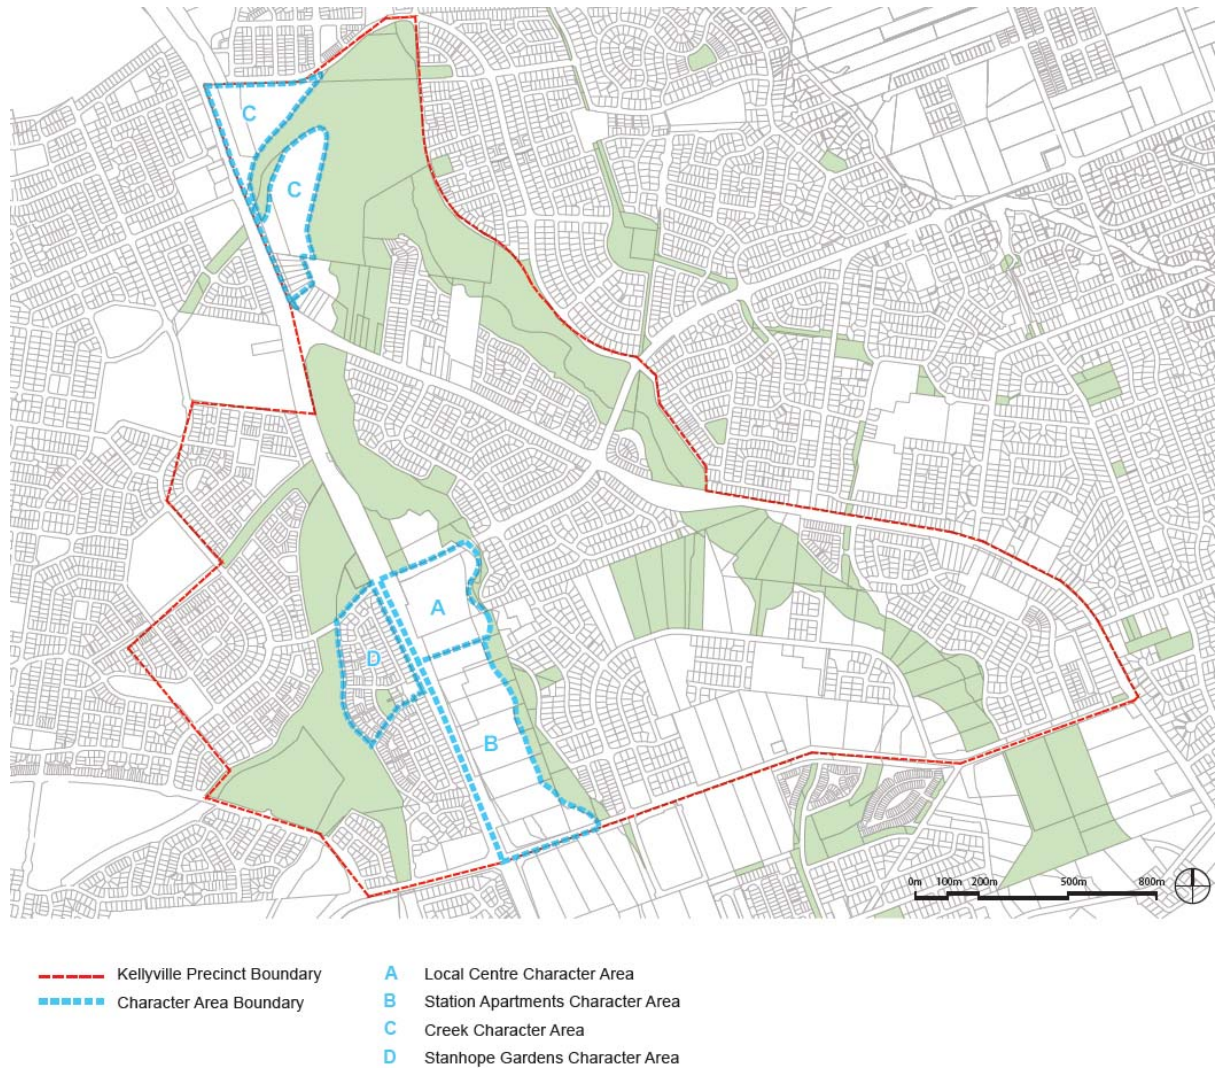 C
C
A
D
B
0m 100m 200m 500m 800m
Kellyville Precinct Boundary
Character Area Boundary
A Local Centre Character Area
B Station Apartments Character Area
C Creek Character Area
D Stanhope Gardens Character Area